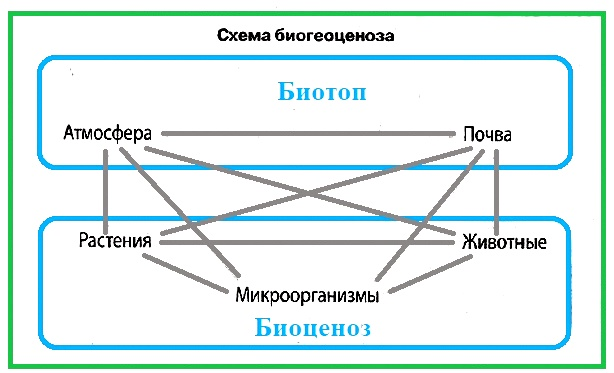 Схема биогеоценоза
Биотоп
Атмосфера Почва
Растения Животные
Микроорганизмы
Биоценоз